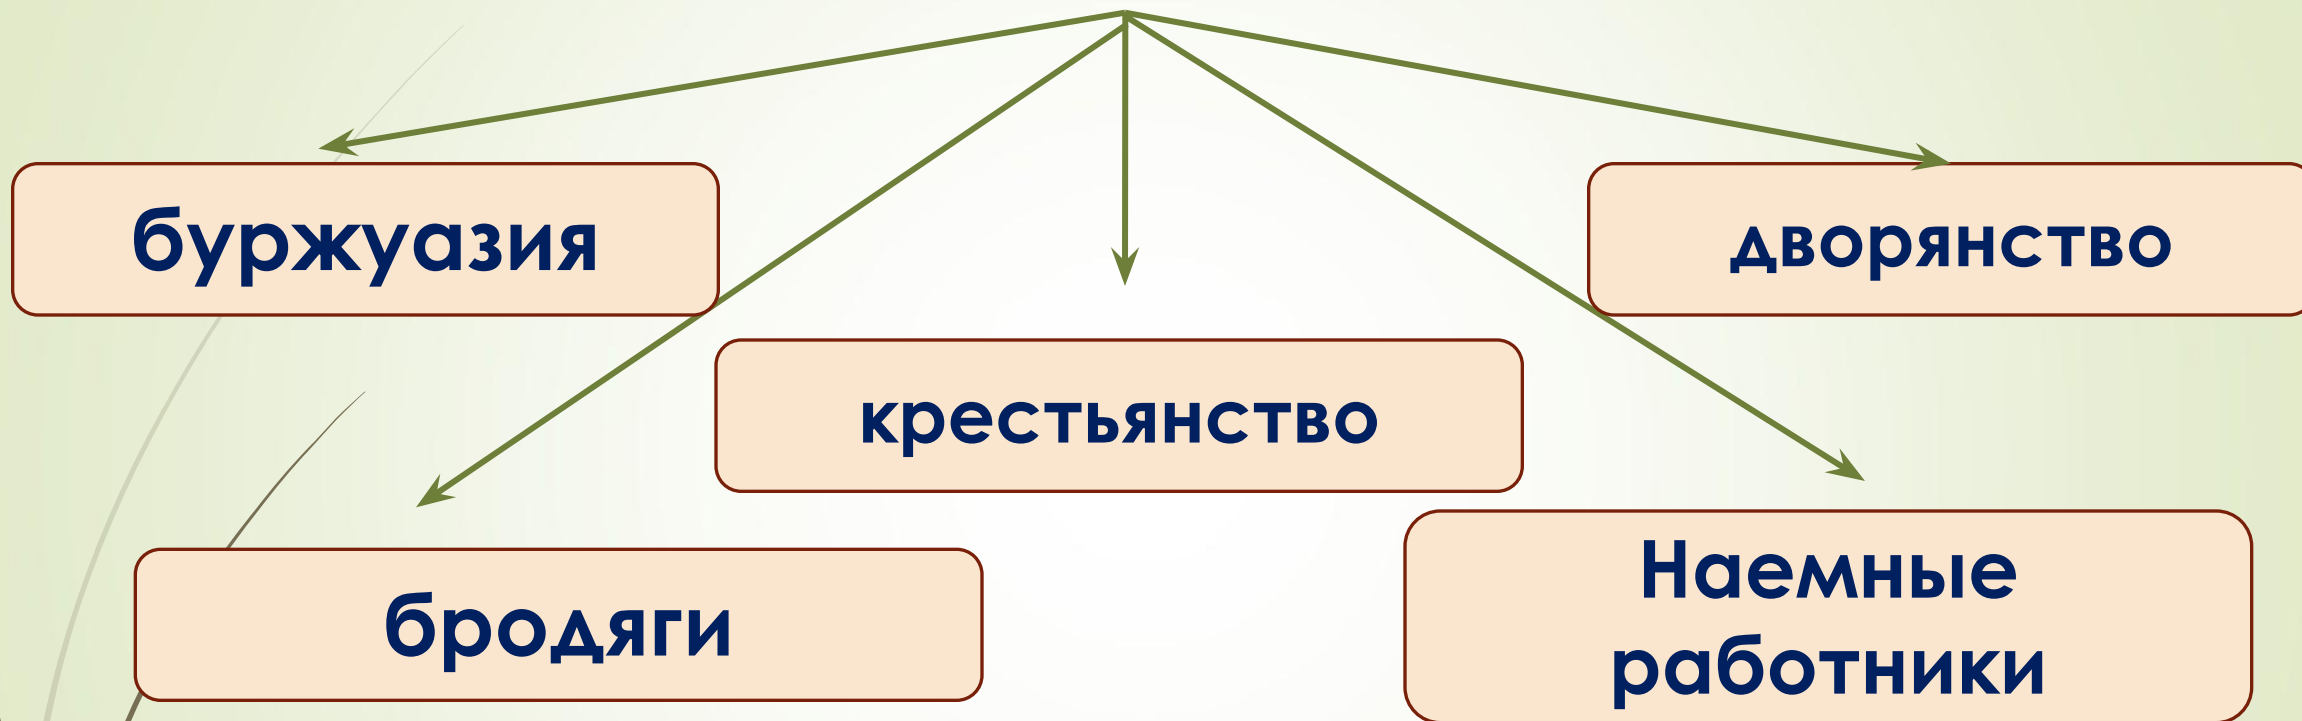 буржуазия
дворянство
крестьянство
бродяги
Наемные
работники